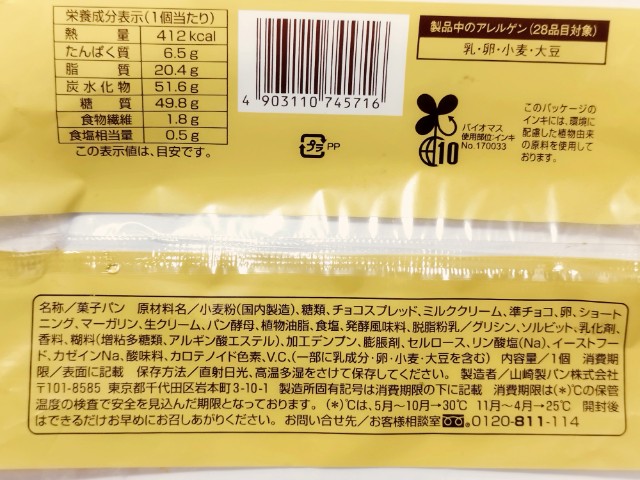 栄養成分表示(1個当たり)
熱量 412kcal
たんぱく質 6.5g
脂質 20.4g
炭水化物 51.6g
糖質 49.8g
食物繊維 1.8g
食塩相当量 0.5g
この表示値は、目安です。
4 903110 745716
プラ PP
製品中のアレルゲン(28品目対象)
乳・卵・小麦・大豆
バイオマス
使用部位:インキ
No.170033
10
このパッケージの
インキには、環境に
配慮した植物由来
の原料を使用して
おります。
名称/菓子パン 原材料名/小麦粉(国内製造)、糖類、チョコスプレッド、ミルククリーム、準チョコ、卵、ショート
ニング、マーガリン、生クリーム、パン酵母、植物油脂、食塩、発酵風味料、脱脂粉乳/グリシン、ソルビット、乳化剤、
香料、糊料(増粘多糖類、アルギン酸エステル)、加工デンプン、膨脹剤、セルロース、リン酸塩(Na)、イーストフー
ド、カゼインNa、酸味料、カロテノイド色素、V.C、(一部に乳成分・卵・小麦・大豆を含む) 内容量/1個 消費期
限/表面に記載 保存方法/直射日光、高温多湿をさけて保存してください。 製造者/山崎製パン株式会社
〒101-8585 東京都千代田区岩本町3-10-1 製造所固有記号は消費期限の下に記載 消費期限は(*)℃の保管
温度の検査で安全を見込んだ期限となっております。 (*)℃は、5月〜10月→30℃ 11月〜4月→25℃ 開封後
はできるだけお早めにお召しあがりください。 お問い合せ先/お客様相談室 0120-811-114